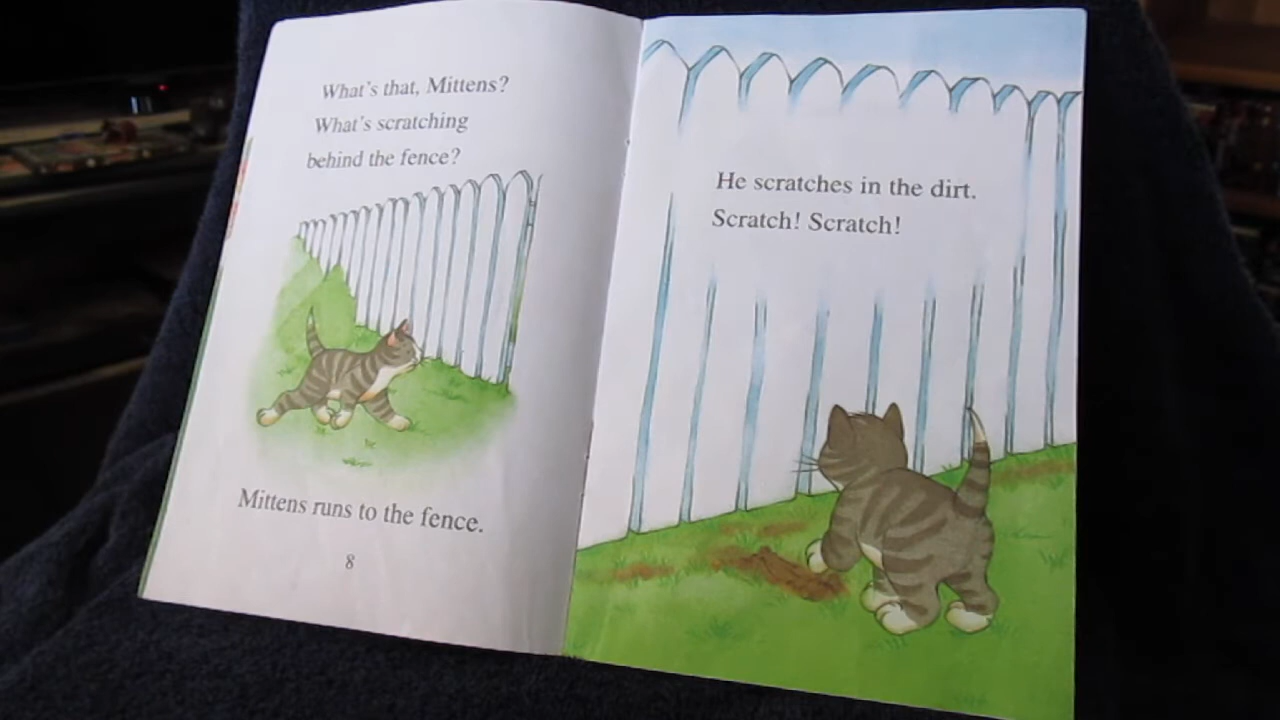 What's that, Mittens?
What's scratching
behind the fence?
Mittens runs to the fence.
8
He scratches in the dirt.
Scratch! Scratch!